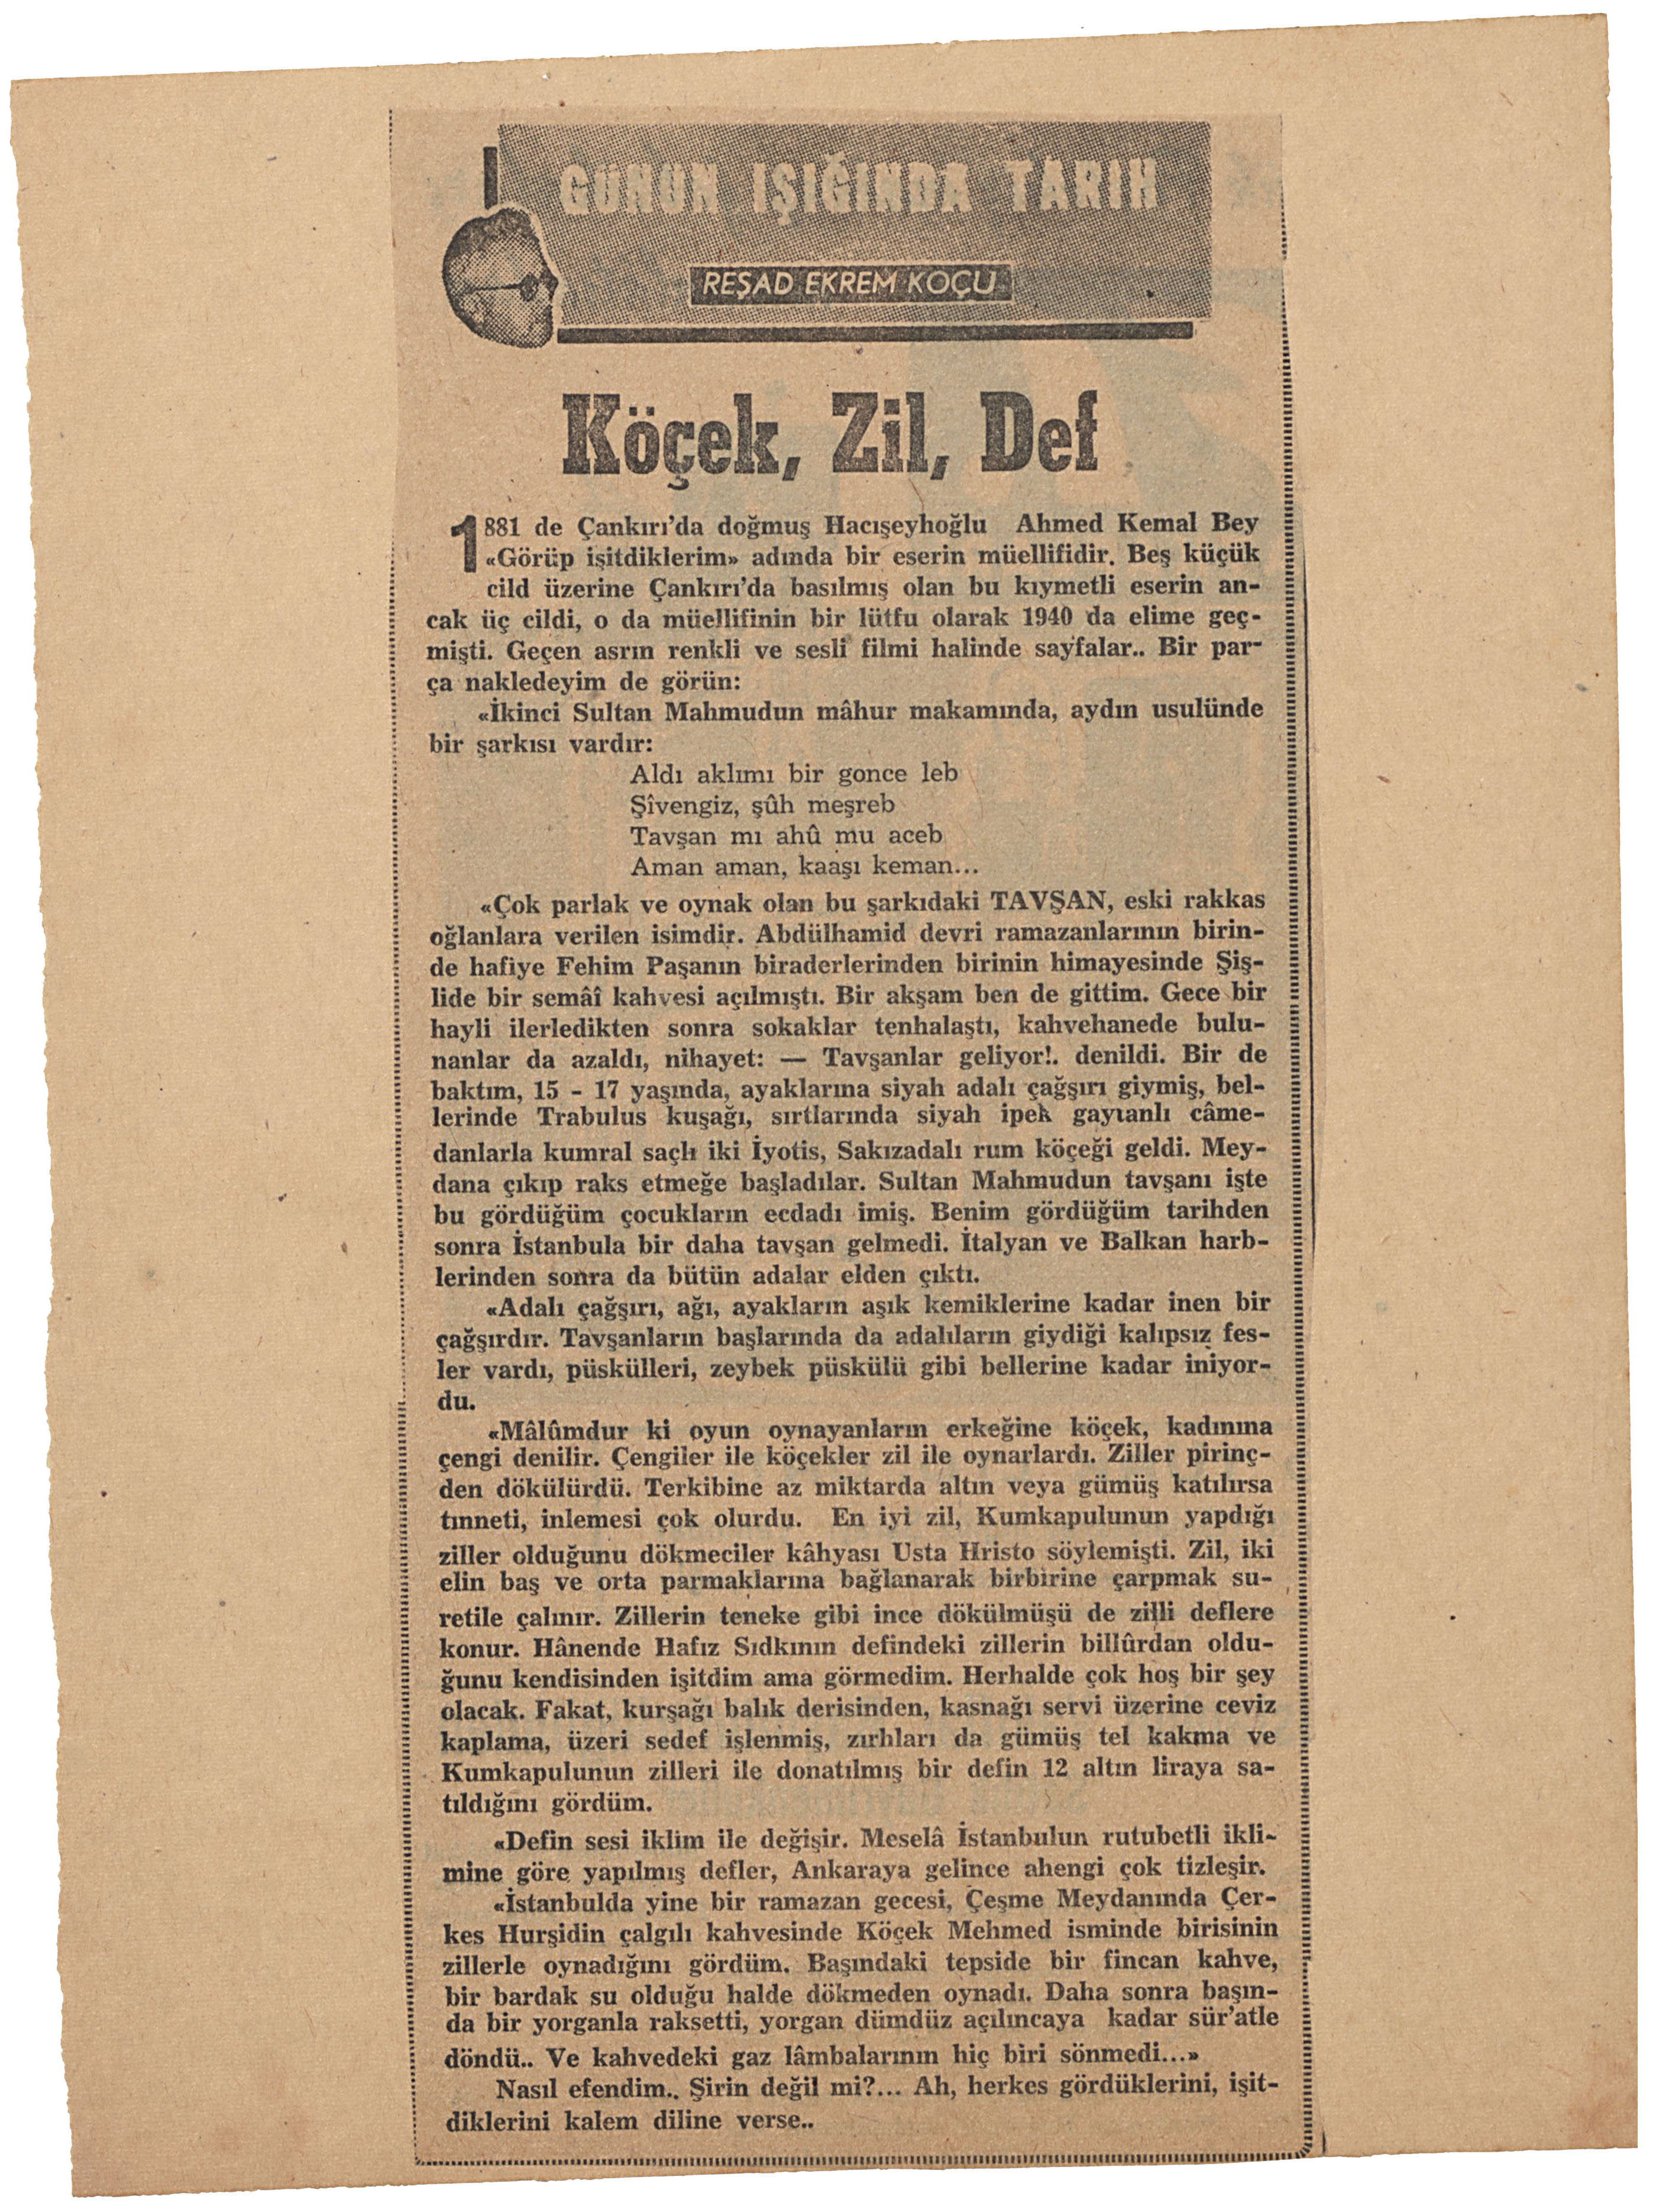 GÜNÜN IŞIĞINDA TARİH
REŞAD EKREM KOÇU
Köçek, Zil, Def
1881 de Çankırı'da doğmuş Hacışeyhoğlu Ahmed Kemal Bey
«Görüp işitdiklerim» adında bir eserin müellifidir. Beş küçük
cild üzerine Çankırı'da basılmış olan bu kıymetli eserin an-
cak üç cildi, o da müellifinin bir lütfu olarak 1940 da elime geç-
mişti. Geçen asrın renkli ve sesli filmi halinde sayfalar.. Bir par-
ça nakledeyim de görün:
«İkinci Sultan Mahmudun mâhur makamında, aydın usulünde
bir şarkısı vardır:
Aldı aklımı bir gonce leb
Şîvengiz, şûh meşreb
Tavşan mı ahû mu aceb
Aman aman, kaaşı keman...
«Çok parlak ve oynak olan bu şarkıdaki TAVŞAN, eski rakkas
oğlanlara verilen isimdir. Abdülhamid devri ramazanlarının birin-
de hafiye Fehim Paşanın biraderlerinden birinin himayesinde Şiş-
lide bir semâî kahvesi açılmıştı. Bir akşam ben de gittim. Gece bir
hayli ilerledikten sonra sokaklar tenhalaştı, kahvehanede bulu-
nanlar da azaldı, nihayet: — Tavşanlar geliyor!. denildi. Bir de
baktım, 15 - 17 yaşında, ayaklarına siyah adalı çağşırı giymiş, bel-
lerinde Trabulus kuşağı, sırtlarında siyah ipek gaytanlı câme-
danlarla kumral saçlı iki İyotis, Sakızadalı rum köçeği geldi. Mey-
dana çıkıp raks etmeğe başladılar. Sultan Mahmudun tavşanı işte
bu gördüğüm çocukların ecdadı imiş. Benim gördüğüm tarihden
sonra İstanbula bir daha tavşan gelmedi. İtalyan ve Balkan harb-
lerinden sonra da bütün adalar elden çıktı.
«Adalı çağşırı, ağı, ayakların aşık kemiklerine kadar inen bir
çağşırdır. Tavşanların başlarında da adalıların giydiği kalıpsız fes-
ler vardı, püskülleri, zeybek püskülü gibi bellerine kadar iniyor-
du.
«Mâlûmdur ki oyun oynayanların erkeğine köçek, kadınına
çengi denilir. Çengiler ile köçekler zil ile oynarlardı. Ziller pirinç-
den dökülürdü. Terkibine az miktarda altın veya gümüş katılırsa
tınneti, inlemesi çok olurdu. En iyi zil, Kumkapulunun yapdığı
ziller olduğunu dökmeciler kâhyası Usta Hristo söylemişti. Zil, iki
elin baş ve orta parmaklarına bağlanarak birbirine çarpmak su-
retile çalınır. Zillerin teneke gibi ince dökülmüşü de zilli deflere
konur. Hânende Hafız Sıdkının defindeki zillerin billûrdan oldu-
ğunu kendisinden işitdim ama görmedim. Herhalde çok hoş bir şey
olacak. Fakat, kurşağı balık derisinden, kasnağı servi üzerine ceviz
kaplama, üzeri sedef işlenmiş, zırhları da gümüş tel kakma ve
Kumkapulunun zilleri ile donatılmış bir defin 12 altın liraya sa-
tıldığını gördüm.
«Defin sesi iklim ile değişir. Meselâ İstanbulun rutubetli ikli-
mine göre yapılmış defler, Ankaraya gelince ahengi çok tizleşir.
«İstanbulda yine bir ramazan gecesi, Çeşme Meydanında Çer-
kes Hurşidin çalgılı kahvesinde Köçek Mehmed isminde birisinin
zillerle oynadığını gördüm. Başındaki tepside bir fincan kahve,
bir bardak su olduğu halde dökmeden oynadı. Daha sonra başın-
da bir yorganla raksetti, yorgan dümdüz açılıncaya kadar sür'atle
döndü.. Ve kahvedeki gaz lâmbalarının hiç biri sönmedi...»
Nasıl efendim.. Şirin değil mi?... Ah, herkes gördüklerini, işit-
diklerini kalem diline verse..